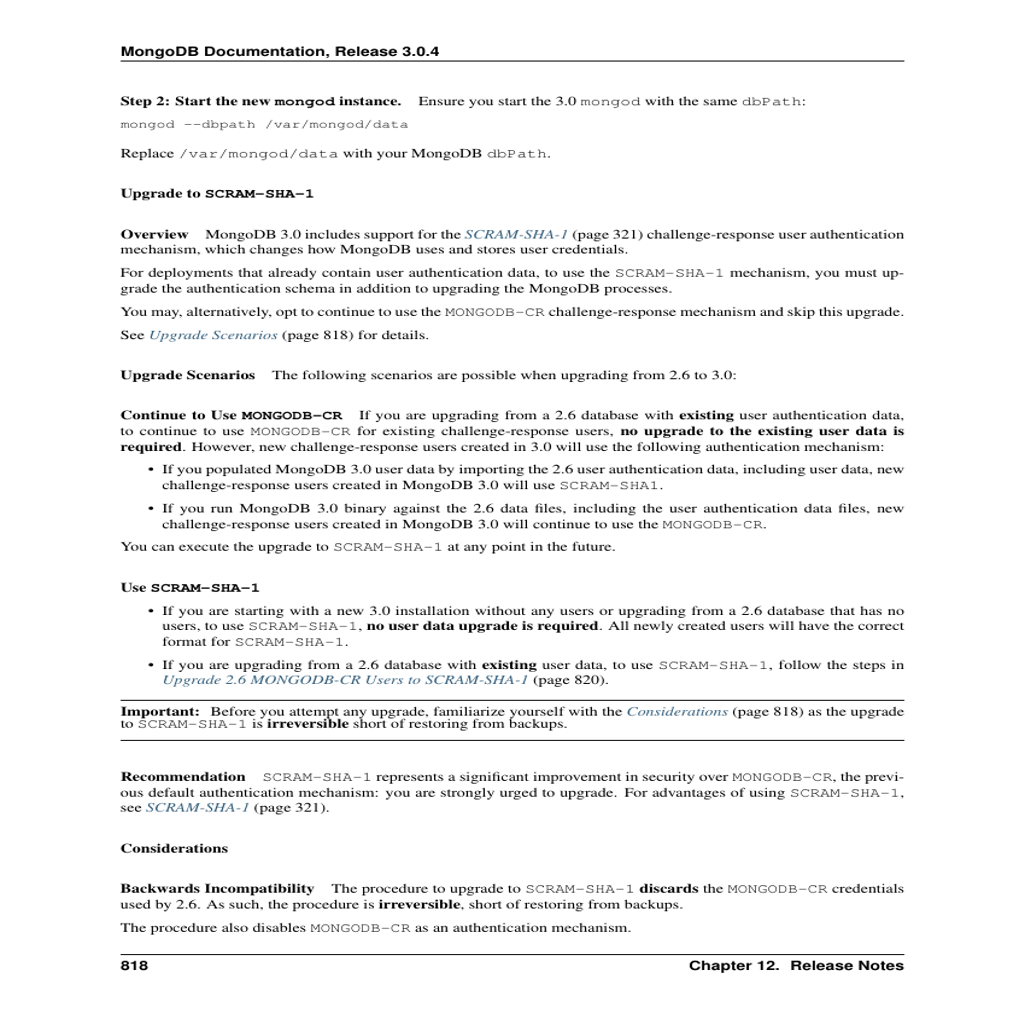 MongoDB Documentation, Release 3.0.4
Step 2: Start the new mongod instance. Ensure you start the 3.0 mongod with the same dbPath:
mongod --dbpath /var/mongod/data
Replace /var/mongod/data with your MongoDB dbPath.
Upgrade to SCRAM-SHA-1
Overview MongoDB 3.0 includes support for the SCRAM-SHA-1 (page 321) challenge-response user authentication
mechanism, which changes how MongoDB uses and stores user credentials.
For deployments that already contain user authentication data, to use the SCRAM-SHA-1 mechanism, you must up-
grade the authentication schema in addition to upgrading the MongoDB processes.
You may, alternatively, opt to continue to use the MONGODB-CR challenge-response mechanism and skip this upgrade.
See Upgrade Scenarios (page 818) for details.
Upgrade Scenarios The following scenarios are possible when upgrading from 2.6 to 3.0:
Continue to Use MONGODB-CR If you are upgrading from a 2.6 database with existing user authentication data,
to continue to use MONGODB-CR for existing challenge-response users, no upgrade to the existing user data is
required. However, new challenge-response users created in 3.0 will use the following authentication mechanism:
• If you populated MongoDB 3.0 user data by importing the 2.6 user authentication data, including user data, new
challenge-response users created in MongoDB 3.0 will use SCRAM-SHA1.
• If you run MongoDB 3.0 binary against the 2.6 data files, including the user authentication data files, new
challenge-response users created in MongoDB 3.0 will continue to use the MONGODB-CR.
You can execute the upgrade to SCRAM-SHA-1 at any point in the future.
Use SCRAM-SHA-1
• If you are starting with a new 3.0 installation without any users or upgrading from a 2.6 database that has no
users, to use SCRAM-SHA-1, no user data upgrade is required. All newly created users will have the correct
format for SCRAM-SHA-1.
• If you are upgrading from a 2.6 database with existing user data, to use SCRAM-SHA-1, follow the steps in
Upgrade 2.6 MONGODB-CR Users to SCRAM-SHA-1 (page 820).
Important: Before you attempt any upgrade, familiarize yourself with the Considerations (page 818) as the upgrade
to SCRAM-SHA-1 is irreversible short of restoring from backups.
Recommendation SCRAM-SHA-1 represents a significant improvement in security over MONGODB-CR, the previ-
ous default authentication mechanism: you are strongly urged to upgrade. For advantages of using SCRAM-SHA-1,
see SCRAM-SHA-1 (page 321).
Considerations
Backwards Incompatibility The procedure to upgrade to SCRAM-SHA-1 discards the MONGODB-CR credentials
used by 2.6. As such, the procedure is irreversible, short of restoring from backups.
The procedure also disables MONGODB-CR as an authentication mechanism.
818 Chapter 12. Release Notes